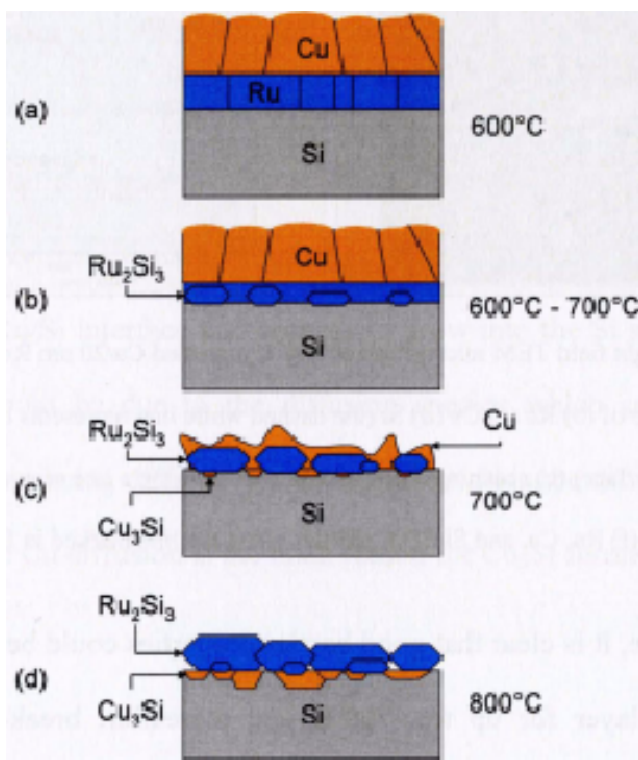 Cu
Ru
(a)
600°C
Si
Cu
Ru₂Si₃
(b)
600°C - 700°C
Si
Ru₂Si₃
Cu
(c)
Cu₃Si
Si
700°C
Ru₂Si₃
(d)
Cu₃Si
Si
800°C